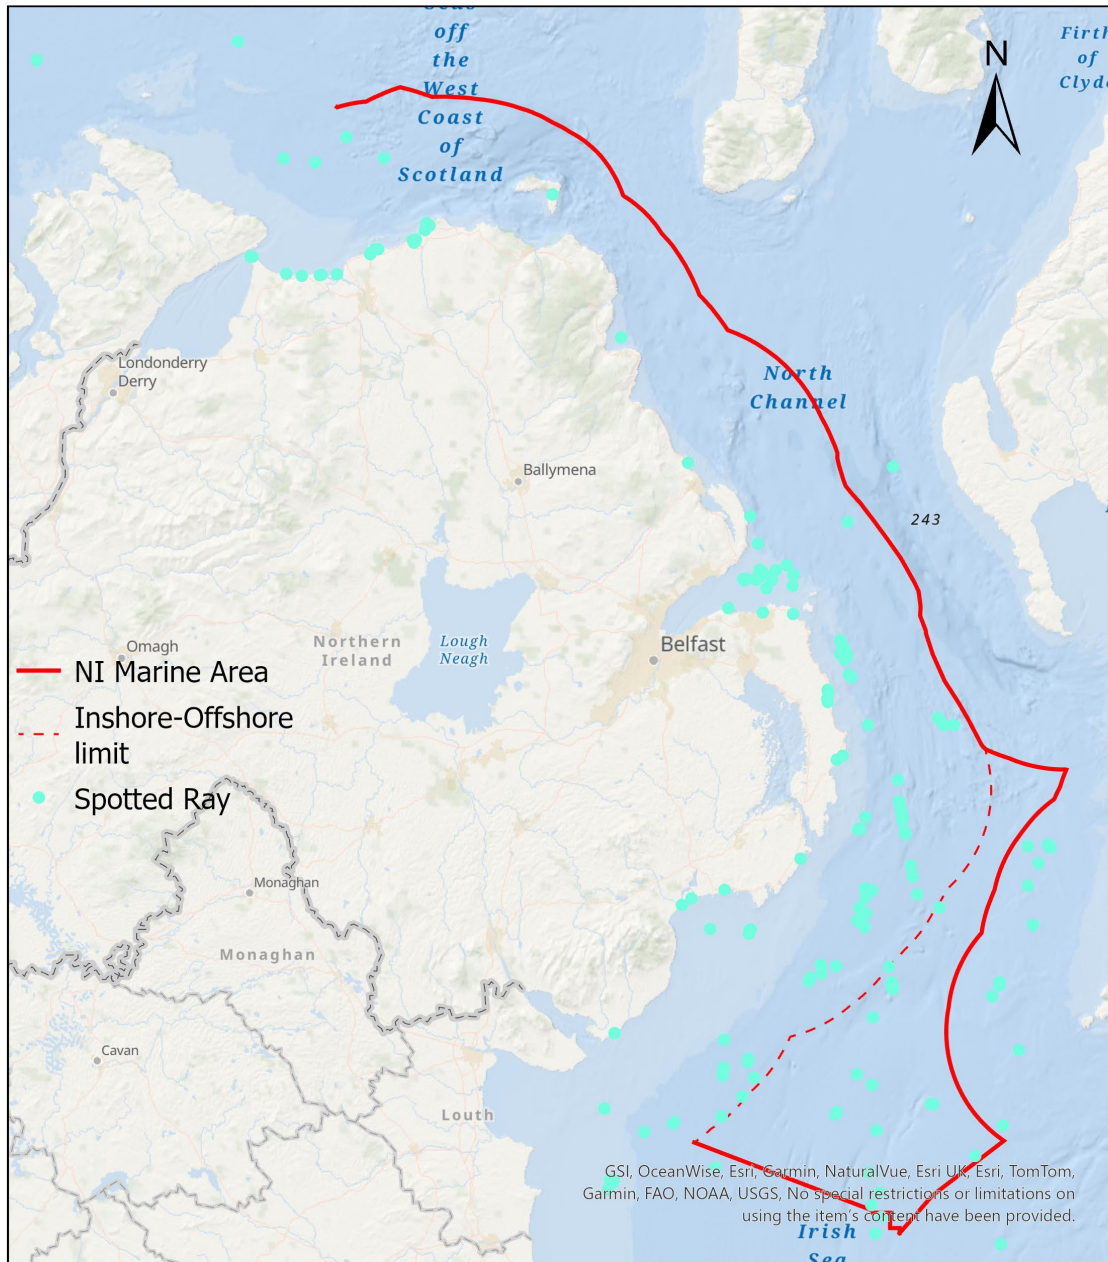 Seas
off
the
West
Coast
of
Scotland
Firth
of
Clyde
N
Londonderry
Derry
North
Channel
Ballymena
243
Omagh
Northern
Ireland
Lough
Neagh
Belfast
NI Marine Area
Inshore-Offshore
limit
Spotted Ray
Monaghan
Monaghan
Cavan
Louth
GSI, OceanWise, Esri, Garmin, NaturalVue, Esri UK, Esri, TomTom,
Garmin, FAO, NOAA, USGS, No special restrictions or limitations on
using the item's content have been provided.
Irish
Sea